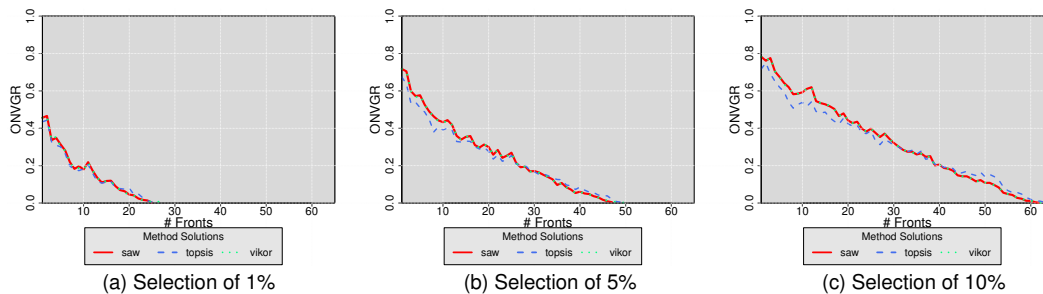 1.0
0.8
0.6
0.4
0.2
0.0
ONVGR
10 20 30 40 50 60
# Fronts
Method Solutions
saw topsis vikor
(a) Selection of 1%
1.0
0.8
0.6
0.4
0.2
0.0
ONVGR
10 20 30 40 50 60
# Fronts
Method Solutions
saw topsis vikor
(b) Selection of 5%
1.0
0.8
0.6
0.4
0.2
0.0
ONVGR
10 20 30 40 50 60
# Fronts
Method Solutions
saw topsis vikor
(c) Selection of 10%